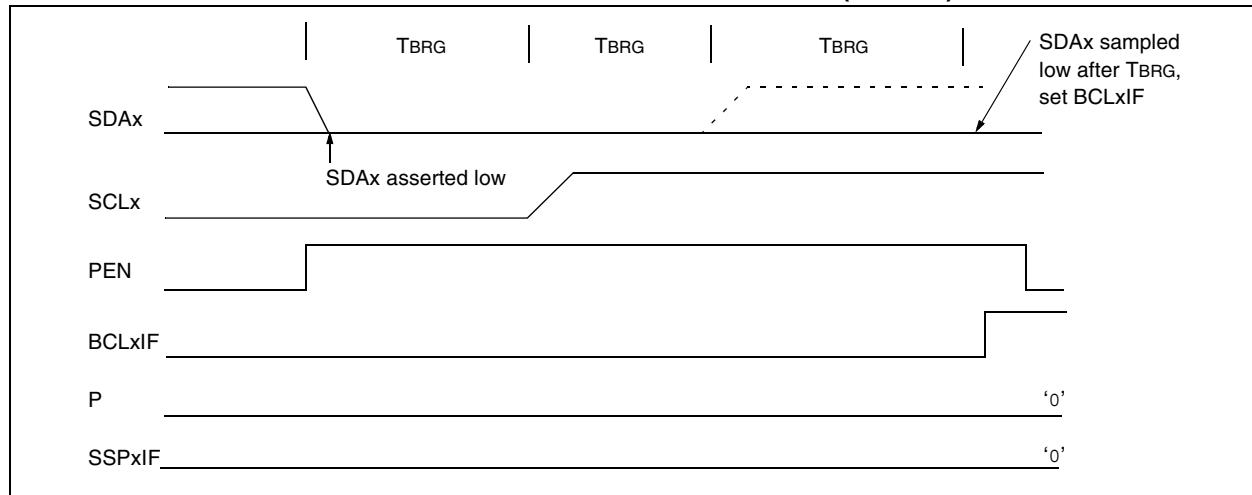 TBRG TBRG TBRG
SDAx sampled
low after TBRG,
set BCLxIF
SDAx
SDAx asserted low
SCLx
PEN
BCLxIF
P ‘0’
SSPxIF ‘0’